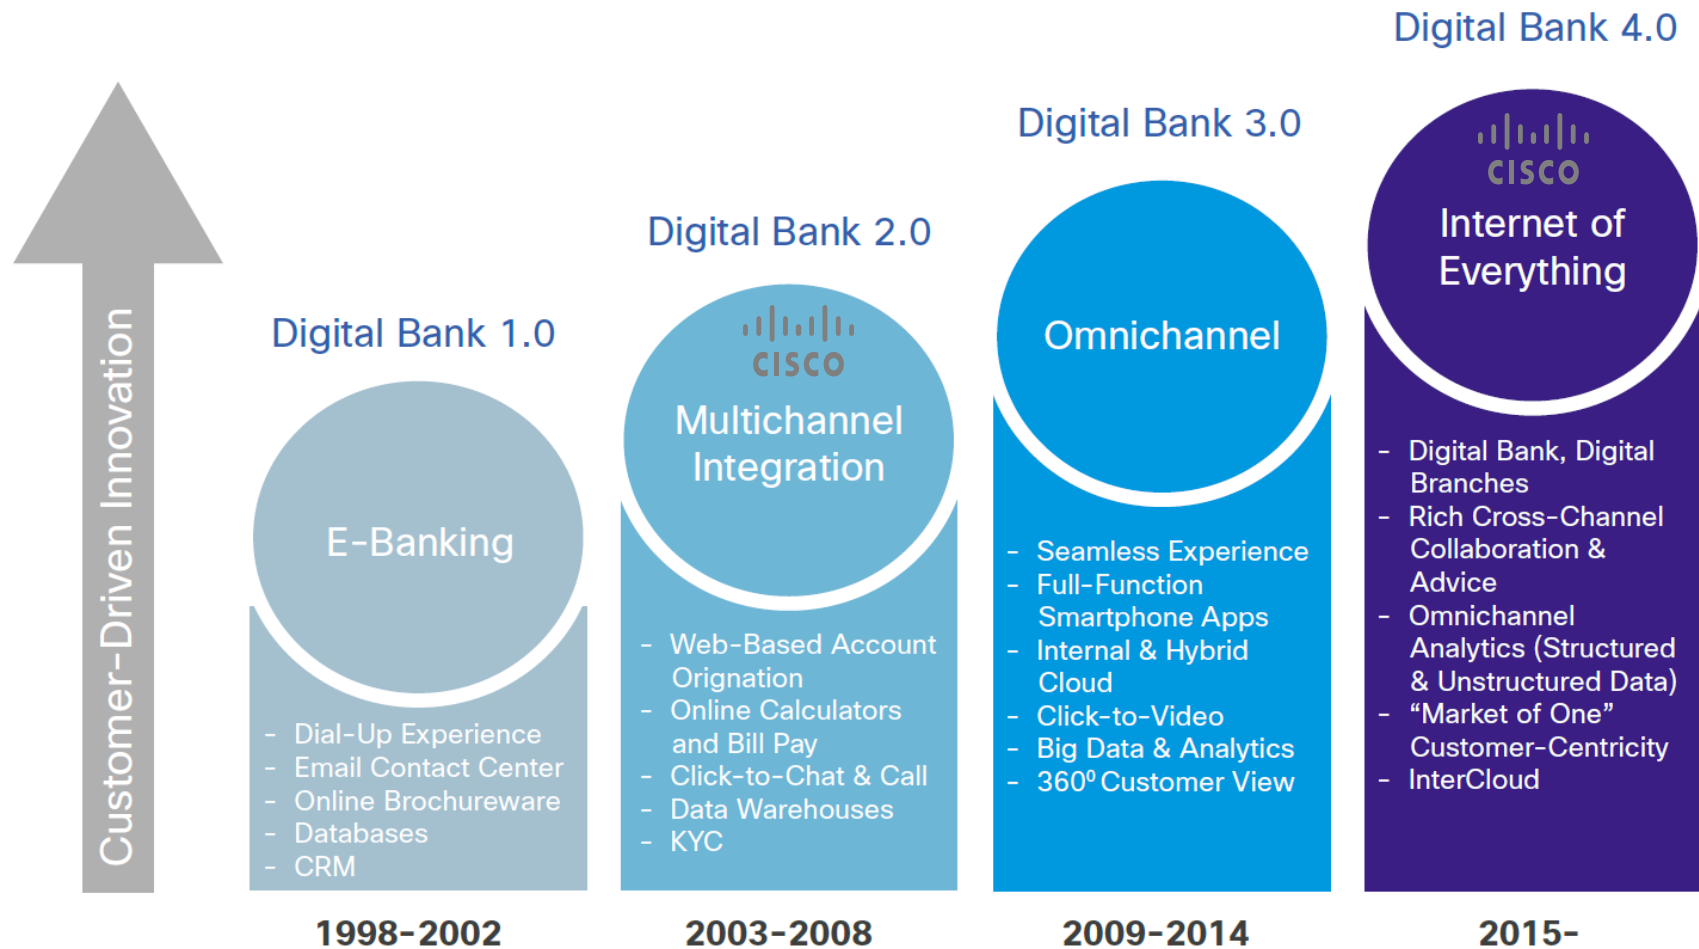 Customer-Driven Innovation
Digital Bank 1.0
E-Banking
- Dial-Up Experience
- Email Contact Center
- Online Brochureware
- Databases
- CRM
1998-2002
Digital Bank 2.0
CISCO
Multichannel
Integration
- Web-Based Account
Orignation
- Online Calculators
and Bill Pay
- Click-to-Chat & Call
- Data Warehouses
- KYC
2003-2008
Digital Bank 3.0
Omnichannel
- Seamless Experience
- Full-Function
Smartphone Apps
- Internal & Hybrid
Cloud
- Click-to-Video
- Big Data & Analytics
- 360⁰ Customer View
2009-2014
Digital Bank 4.0
CISCO
Internet of
Everything
- Digital Bank, Digital
Branches
- Rich Cross-Channel
Collaboration &
Advice
- Omnichannel
Analytics (Structured
& Unstructured Data)
- “Market of One”
Customer-Centricity
- InterCloud
2015-